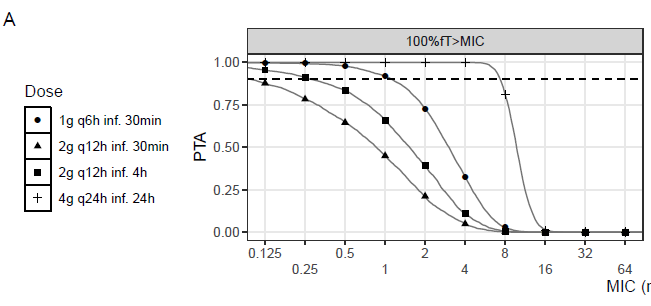 A
100%fT>MIC
Dose
1g q6h inf. 30min
2g q12h inf. 30min
2g q12h inf. 4h
4g q24h inf. 24h
PTA
1.00
0.75
0.50
0.25
0.00
0.125
0.25
0.5
1
2
4
8
16
32
64
MIC (